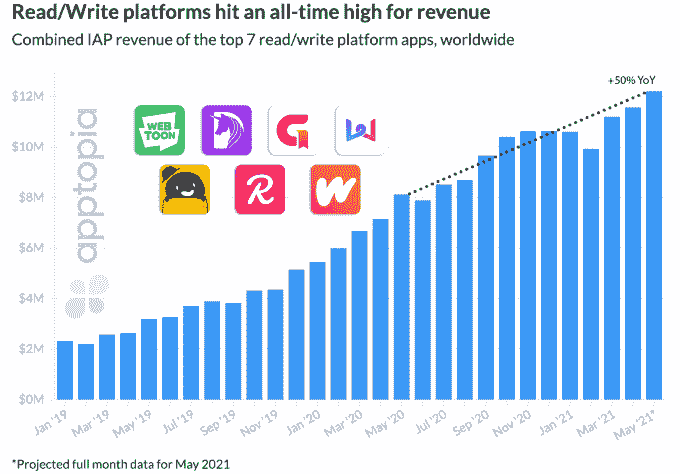 Read/Write platforms hit an all-time high for revenue
Combined IAP revenue of the top 7 read/write platform apps, worldwide
+50% YoY
$12M
$10M
$8M
$6M
$4M
$2M
$0M
apptopia
WEB
TOON
G
W
R
W
Jan '19
Mar '19
May '19
Jul '19
Sep '19
Nov '19
Jan '20
Mar '20
May '20
Jul '20
Sep '20
Nov '20
Jan '21
Mar '21
May '21*
*Projected full month data for May 2021